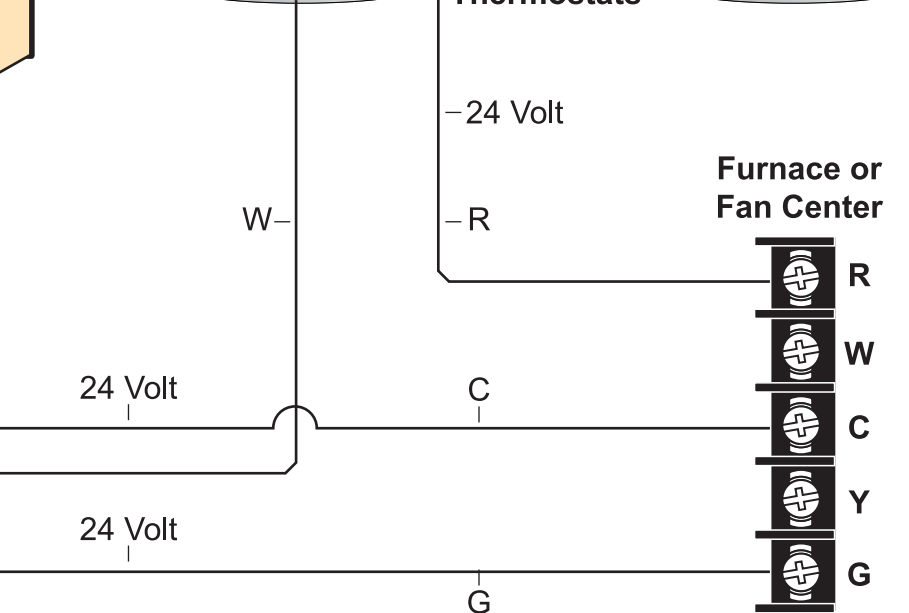 Thermostats
24 Volt
Furnace or
Fan Center
W
R
R
W
24 Volt
C
C
Y
24 Volt
G
G